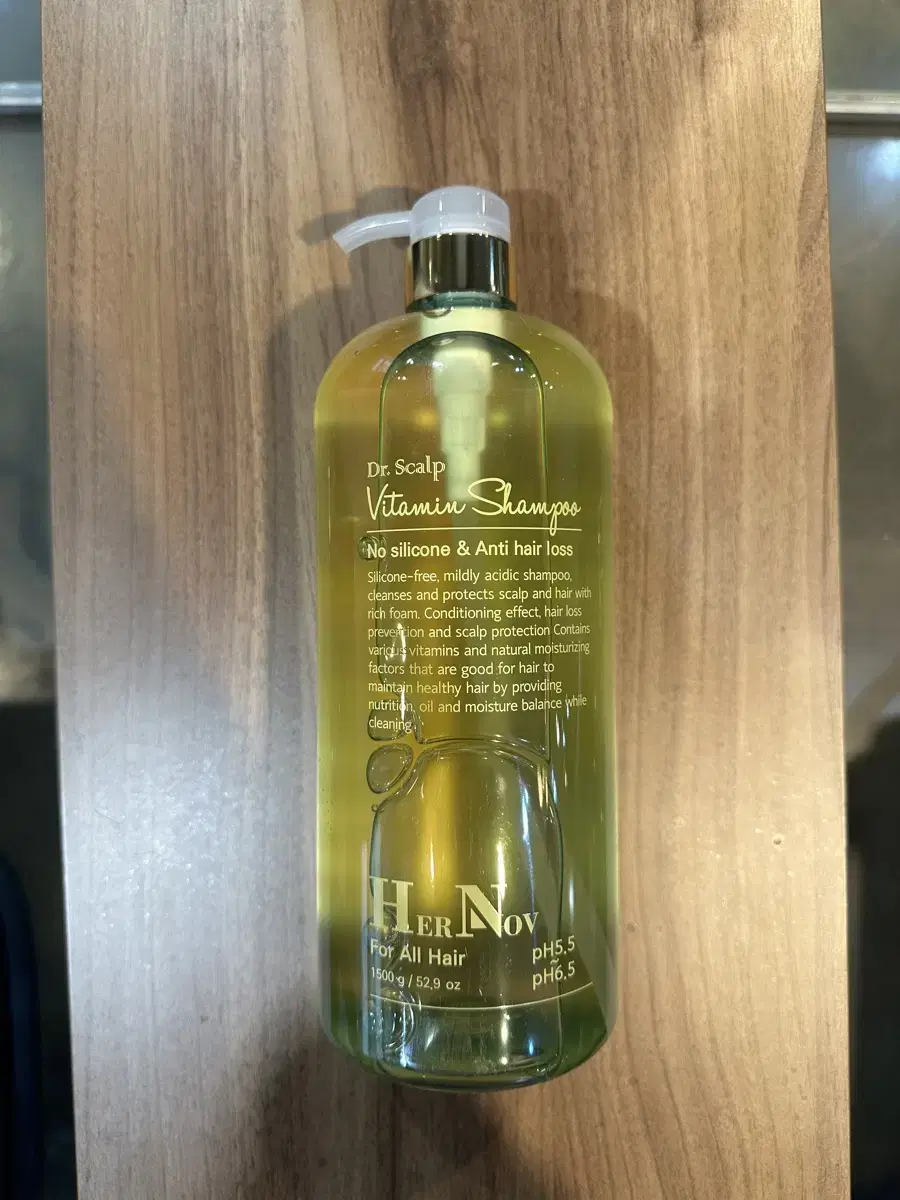 Dr. Scalp
Vitamin Shampoo
No silicone & Anti hair loss
Silicone-free, mildly acidic shampoo,
cleanses and protects scalp and hair with
rich foam. Conditioning effect, hair loss
prevention and scalp protection Contains
various vitamins and natural moisturizing
factors that are good for hair to
maintain healthy hair by providing
nutrition, oil and moisture balance while
cleaning.
HerNov
For All Hair
pH5.5
~
pH6.5
1500 g / 52,9 oz